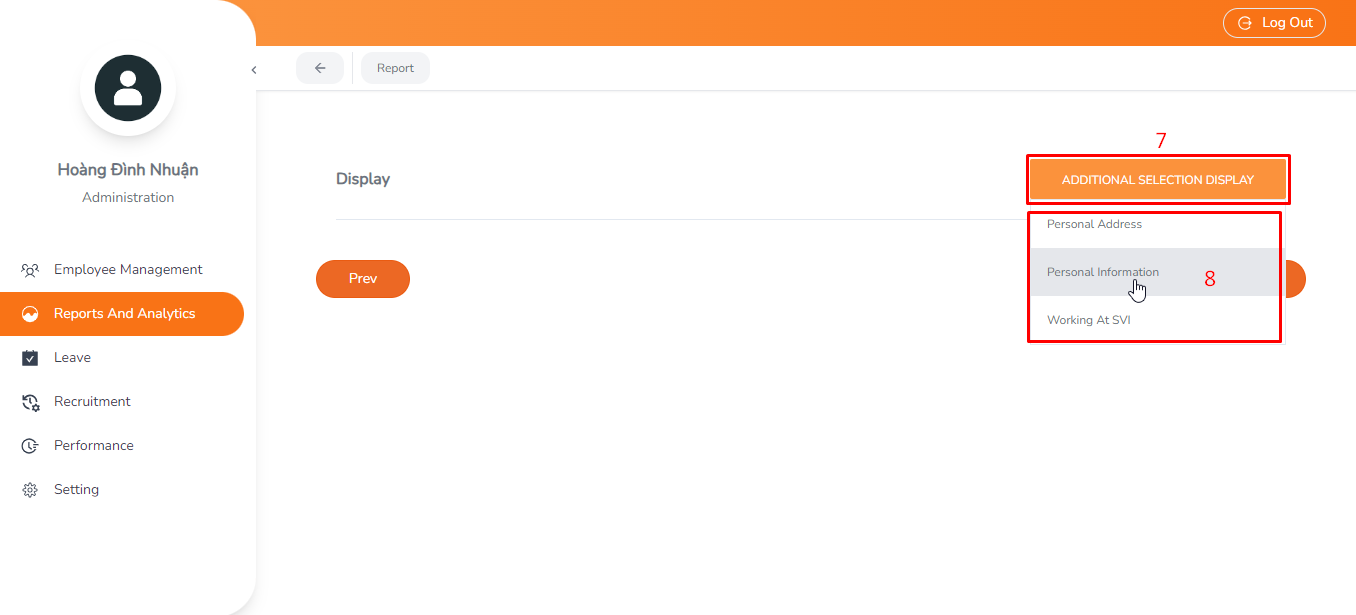 Log Out
Report
Hoàng Đình Nhuận
Administration
Employee Management
Reports And Analytics
Leave
Recruitment
Performance
Setting
7
Display
ADDITIONAL SELECTION DISPLAY
Personal Address
Personal Information
8
Working At SVI
Prev